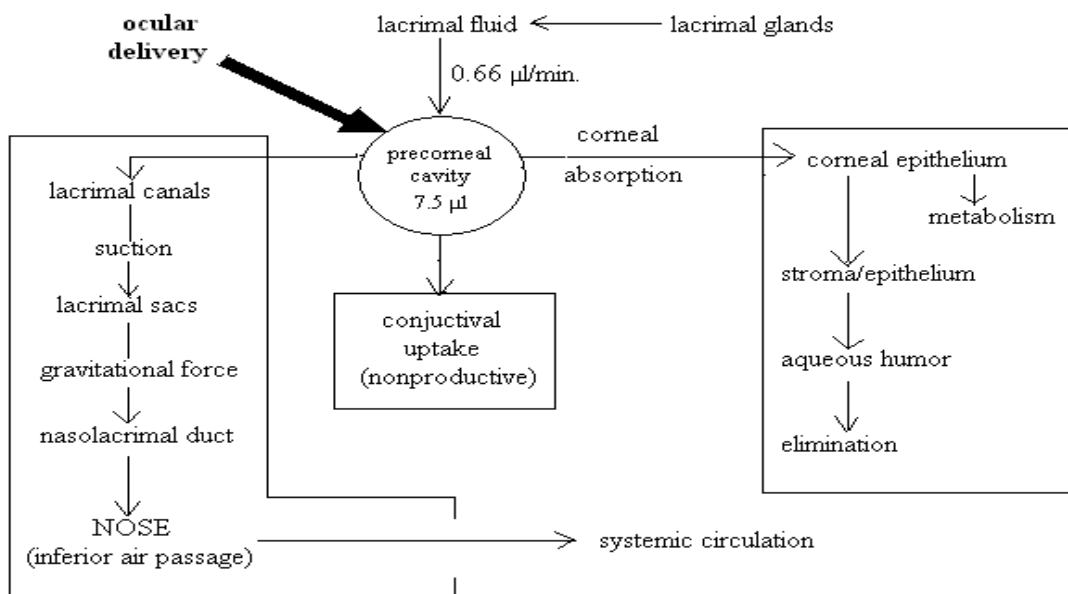 ocular
delivery
lacrimal fluid
lacrimal glands
0.66 µl/min.
precorneal
cavity
7.5 µl
corneal
absorption
lacrimal canals
suction
lacrimal sacs
gravitational force
nasolacrimal duct
NOSE
(inferior air passage)
systemic circulation
conjuctival
uptake
(nonproductive)
corneal epithelium
metabolism
stroma/epithelium
aqueous humor
elimination